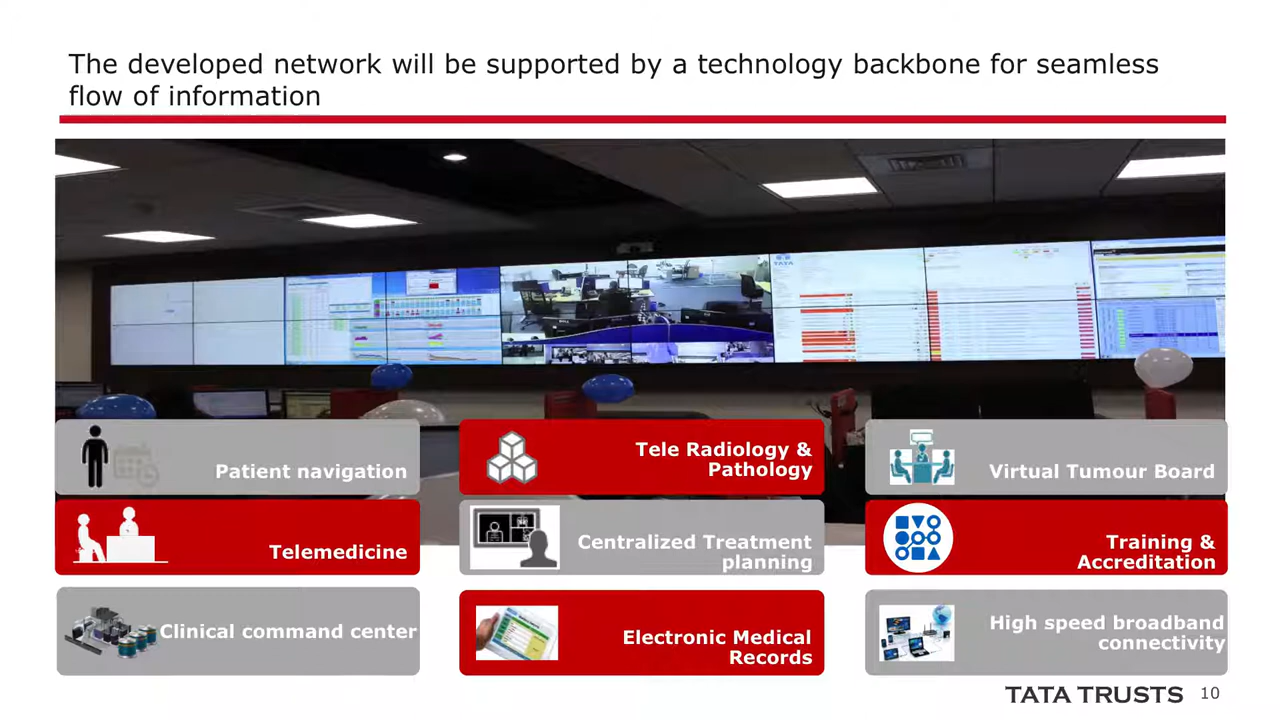 The developed network will be supported by a technology backbone for seamless
flow of information
TATA
Patient navigation
Tele Radiology &
Pathology
Virtual Tumour Board
Telemedicine
Centralized Treatment
planning
Training &
Accreditation
Clinical command center
Electronic Medical
Records
High speed broadband
connectivity
TATA TRUSTS 10